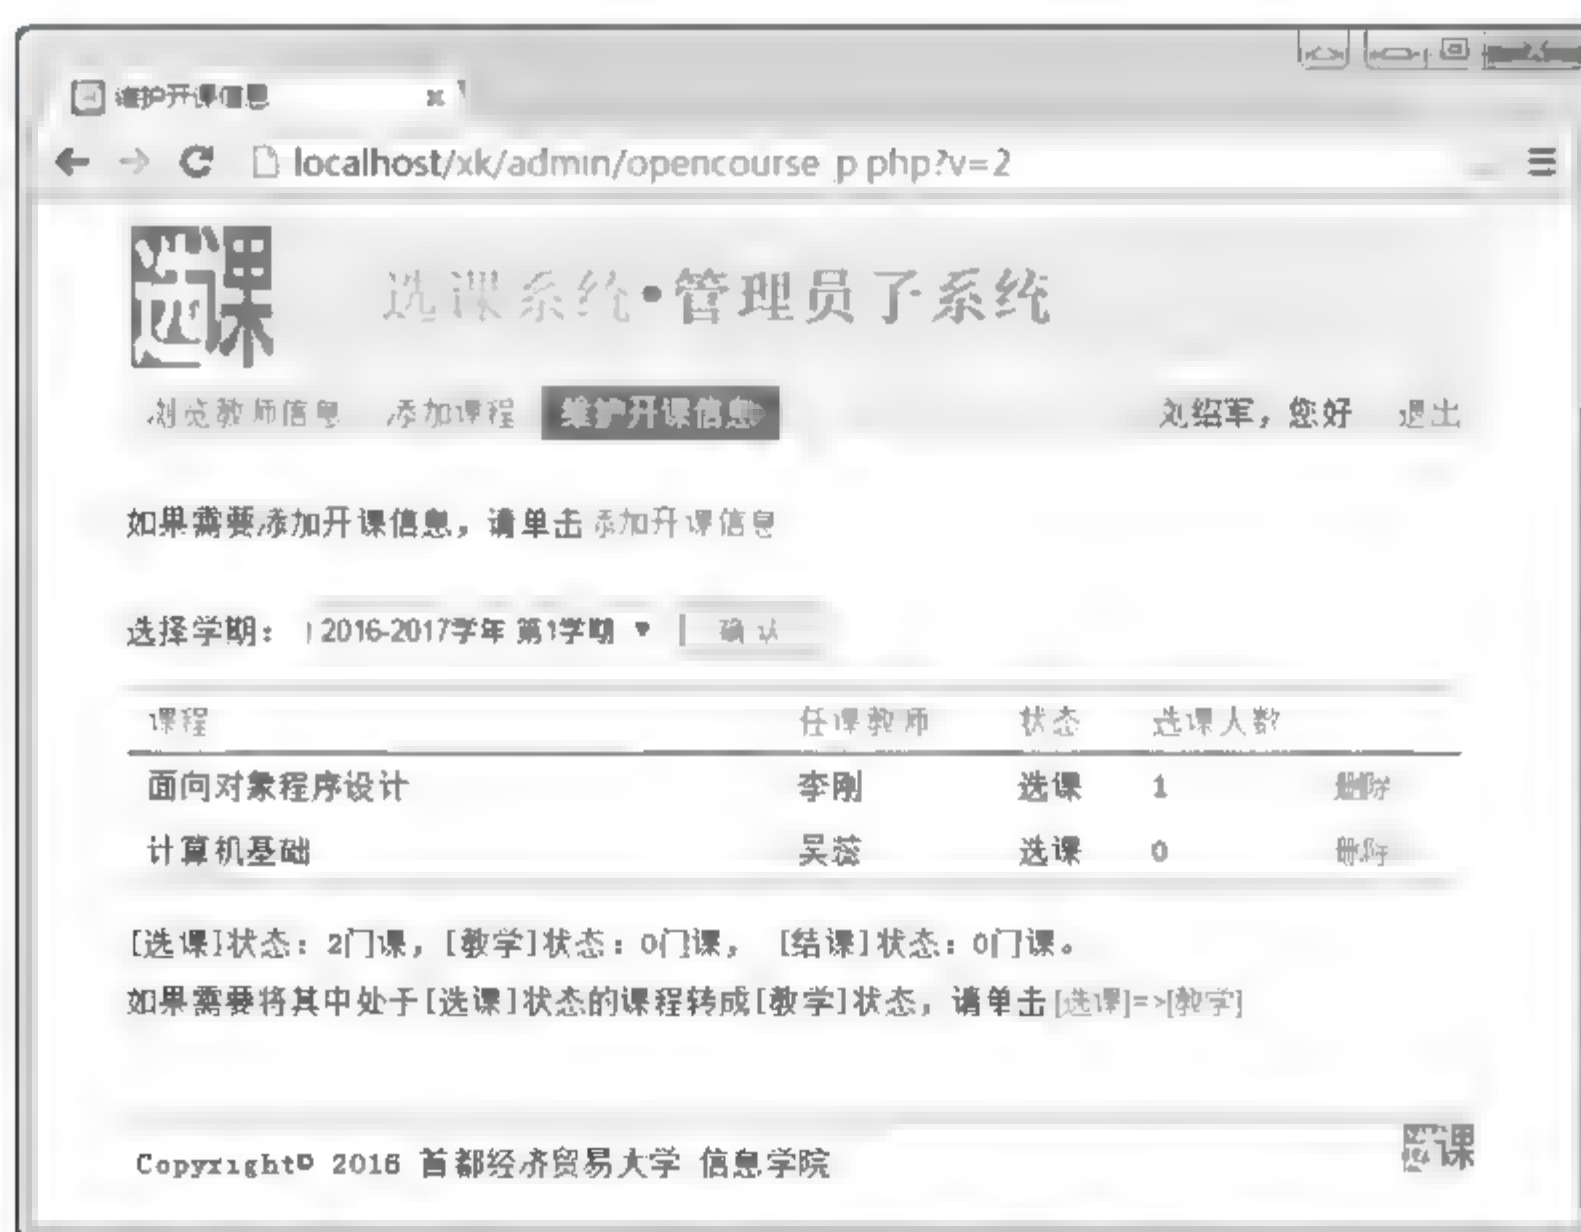 维护开课信息
localhost/xk/admin/opencourse_p.php?v=2
选课
选课系统•管理员子系统
浏览教师信息 添加课程 维护开课信息 刘绍军，您好 退出
如果需要添加开课信息，请单击 添加开课信息
选择学期： 2016-2017学年 第1学期 确认
课程 任课教师 状态 选课人数
面向对象程序设计 李刚 选课 1 删除
计算机基础 吴蕊 选课 0 删除
[选课]状态：2门课，[教学]状态：0门课， [结课]状态：0门课。
如果需要将其中处于[选课]状态的课程转成[教学]状态，请单击 [选课]=>[教学]
Copyright© 2016 首都经济贸易大学 信息学院
选课